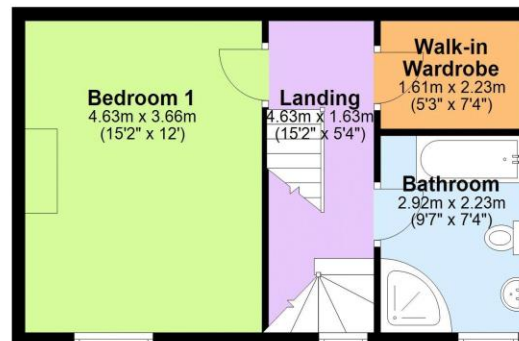 Bedroom 1
4.63m x 3.66m
(15'2" x 12')
Landing
4.63m x 1.63m
(15'2" x 5'4")
Walk-in
Wardrobe
1.61m x 2.23m
(5'3" x 7'4")
Bathroom
2.92m x 2.23m
(9'7" x 7'4")